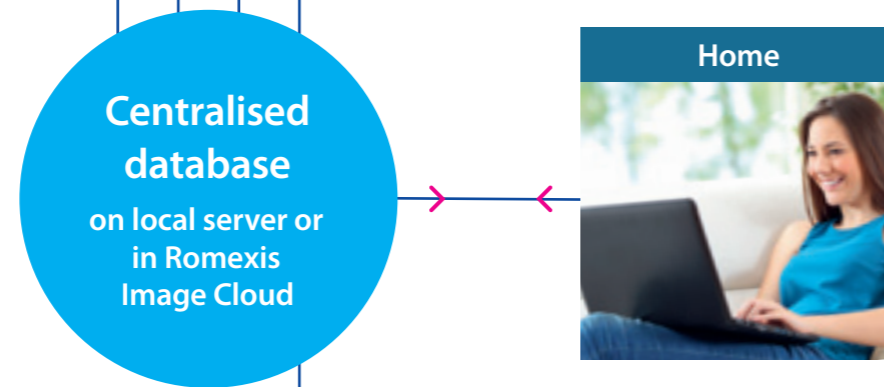 Centralised
database
on local server or
in Romexis
Image Cloud
Home